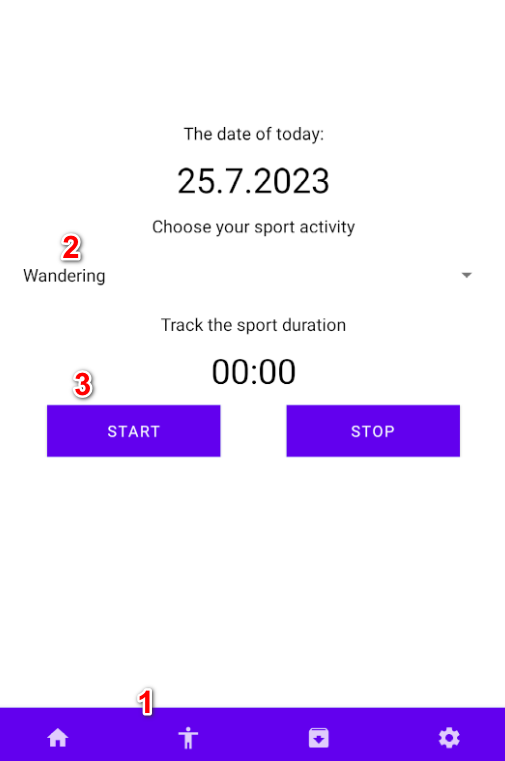 The date of today:
25.7.2023
Choose your sport activity
2
Wandering
Track the sport duration
00:00
3
START STOP
1